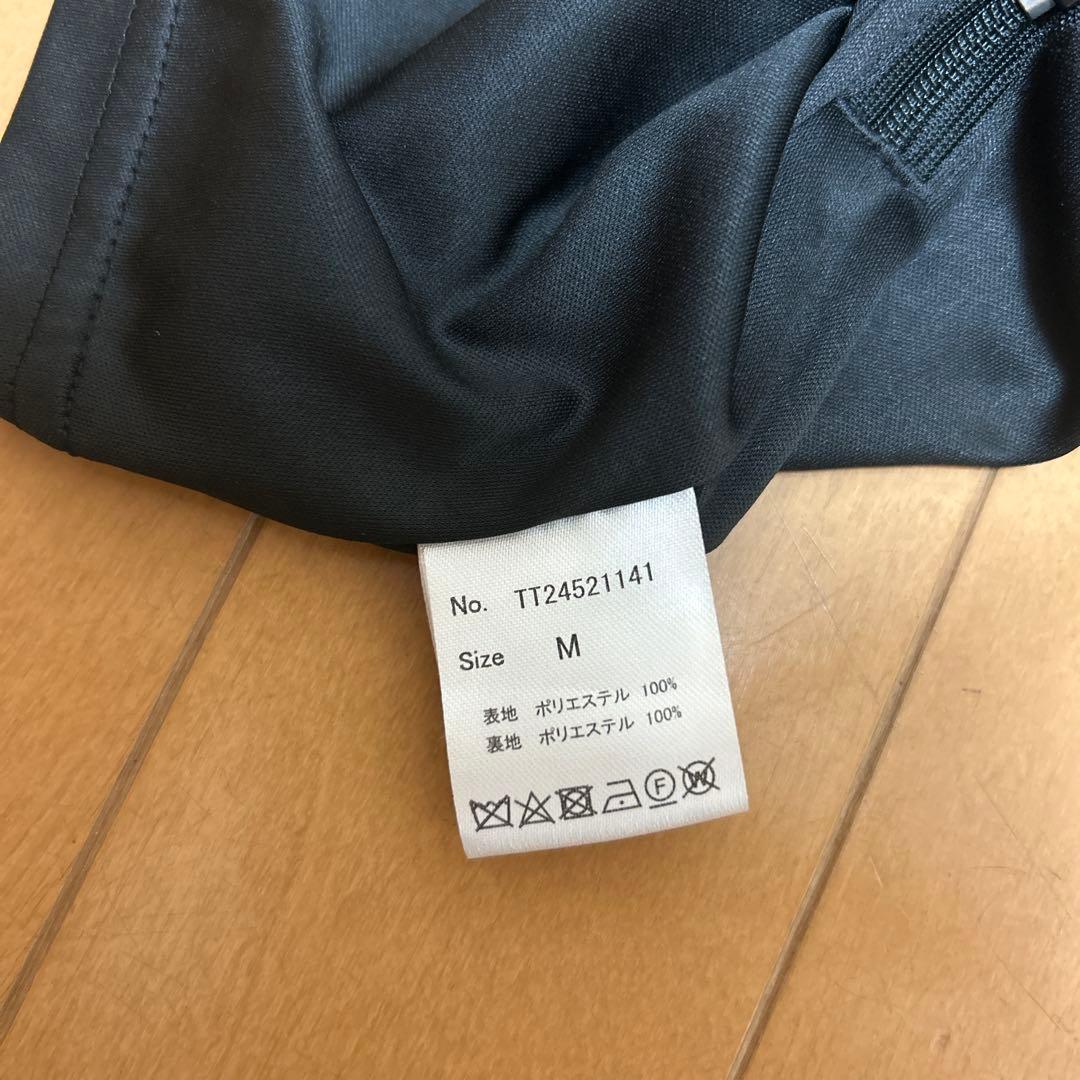 No. TT24521141
Size M
表地 ポリエステル 100%
裏地 ポリエステル 100%
F W